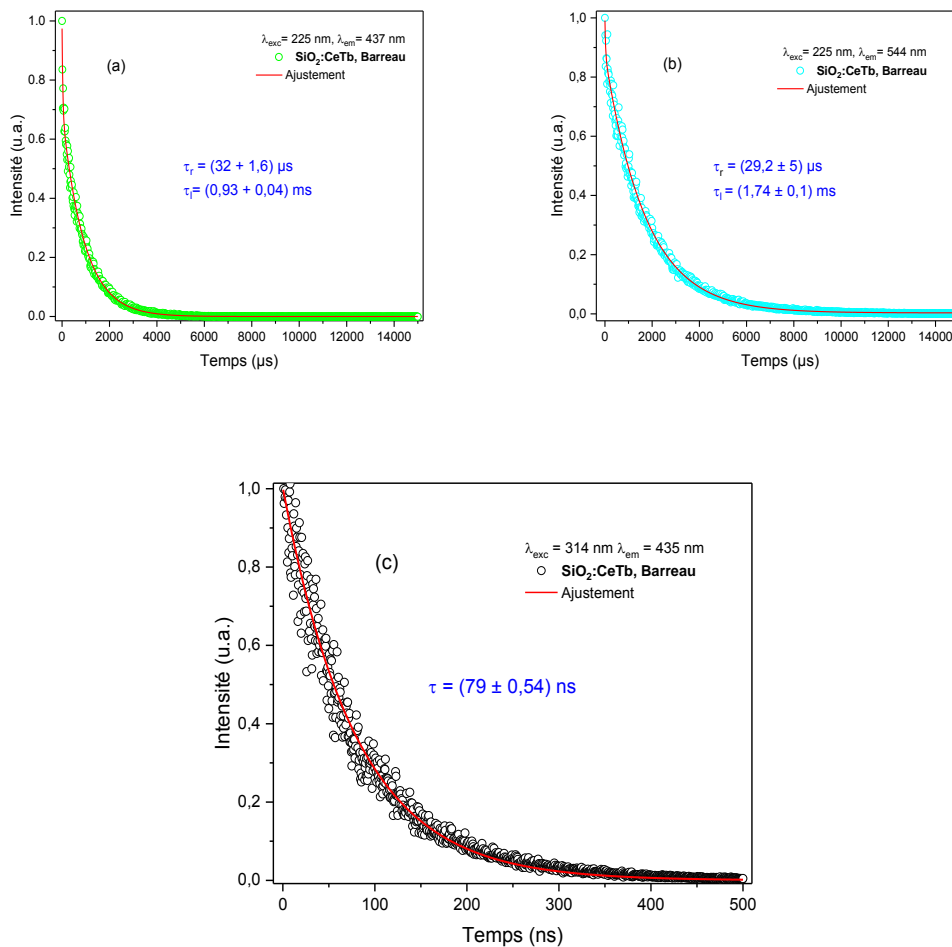 (a)
λexc= 225 nm, λem= 437 nm
SiO2:CeTb, Barreau
Ajustement
τr = (32 + 1,6) µs
τl= (0,93 + 0,04) ms
Intensité (u.a.)
1.0
0.8
0.6
0.4
0.2
0.0
0 2000 4000 6000 8000 10000 12000 14000
Temps (µs)
(b)
λexc= 225 nm, λem= 544 nm
SiO2:CeTb, Barreau
Ajustement
τr = (29,2 ± 5) µs
τl = (1,74 ± 0,1) ms
Intensité (u.a.)
1.0
0.8
0.6
0.4
0.2
0.0
0 2000 4000 6000 8000 10000 12000 14000
Temps (µs)
(c)
λexc = 314 nm λem = 435 nm
SiO2:CeTb, Barreau
Ajustement
τ = (79 ± 0,54) ns
Intensité (u.a.)
1,0
0,8
0,6
0,4
0,2
0,0
0 100 200 300 400 500
Temps (ns)